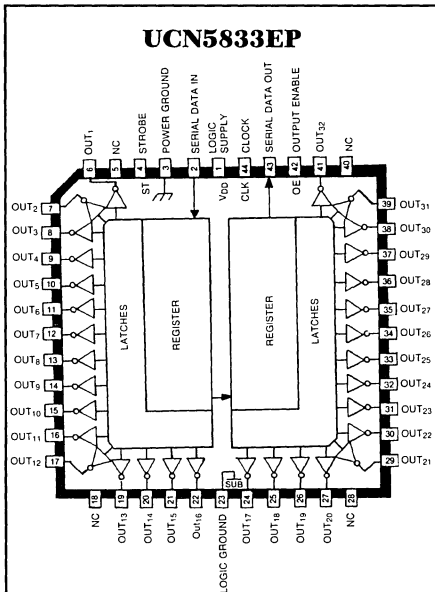 UCN5833EP
OUT1
NC
STROBE
POWER GROUND
SERIAL DATA IN
LOGIC
SUPPLY
CLOCK
SERIAL DATA OUT
OUTPUT ENABLE
OUT32
NC
6
5
4
3
2
1
44
43
42
41
40
ST
VDD
CLK
OE
OUT2 7
OUT3 8
OUT4 9
OUT5 10
OUT6 11
OUT7 12
OUT8 13
OUT9 14
OUT10 15
OUT11 16
OUT12 17
LATCHES
REGISTER
REGISTER
LATCHES
39 OUT31
38 OUT30
37 OUT29
36 OUT28
35 OUT27
34 OUT26
33 OUT25
32 OUT24
31 OUT23
30 OUT22
29 OUT21
SUB
18
19
20
21
22
23
24
25
26
27
28
NC
OUT13
OUT14
OUT15
Out16
LOGIC GROUND
OUT17
OUT18
OUT19
OUT20
NC